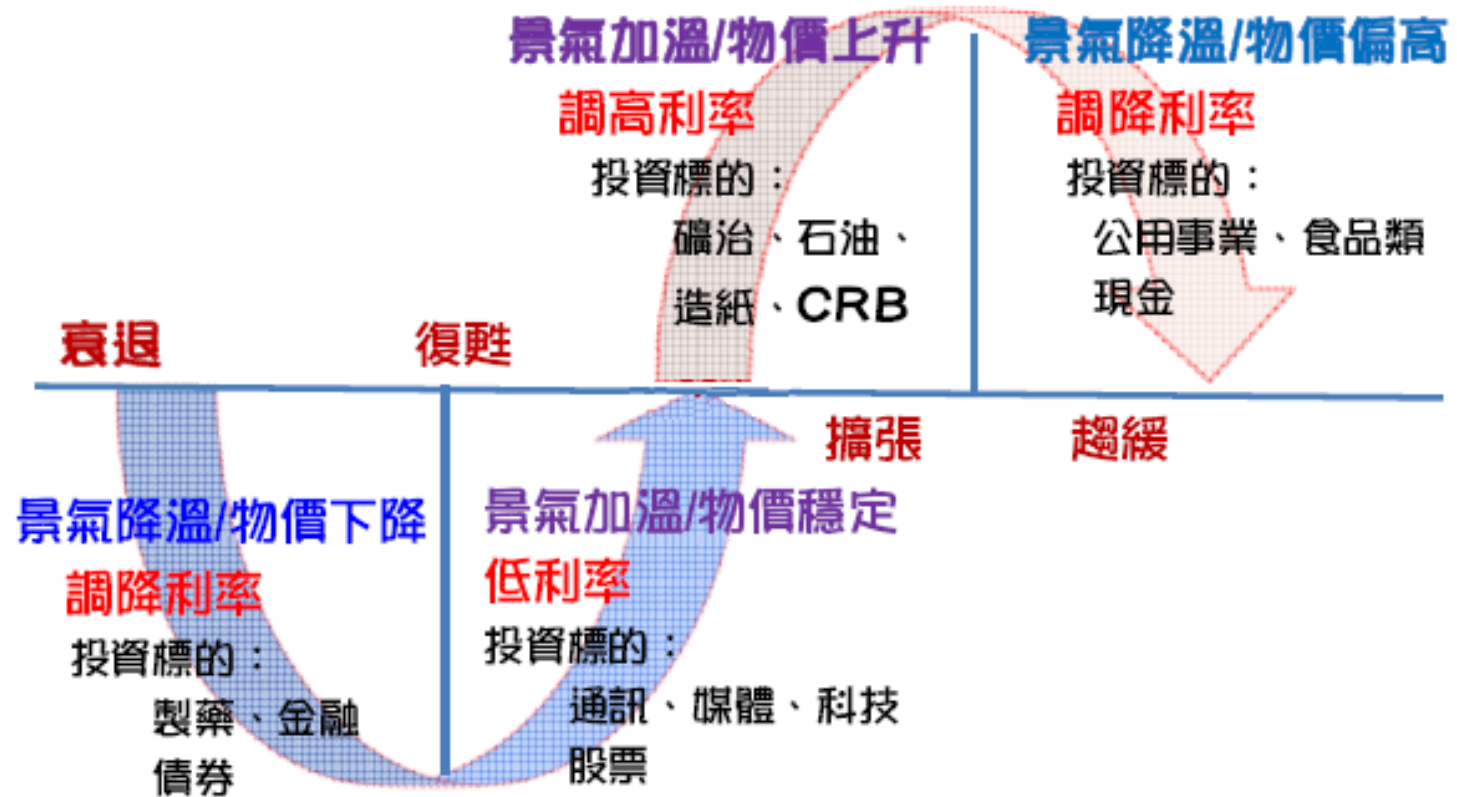 景氣加溫/物價上升
調高利率
投資標的：
礦治、石油、
造紙、CRB
景氣降溫/物價偏高
調降利率
投資標的：
公用事業、食品類
現金
衰退
復甦
擴張
趨緩
景氣降溫/物價下降
調降利率
投資標的：
製藥、金融
債券
景氣加溫/物價穩定
低利率
投資標的：
通訊、媒體、科技
股票